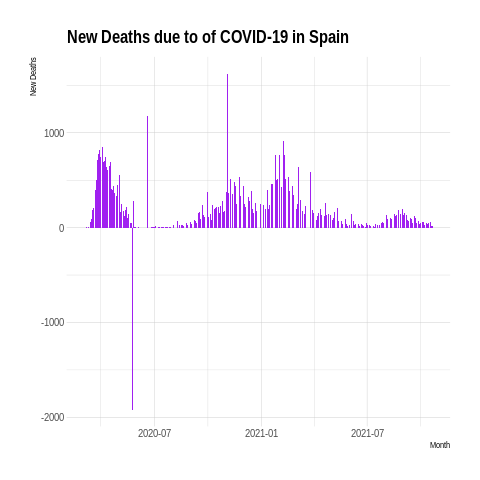 New Deaths due to of COVID-19 in Spain
New Deaths
1000
0
-1000
-2000
2020-07
2021-01
2021-07
Month